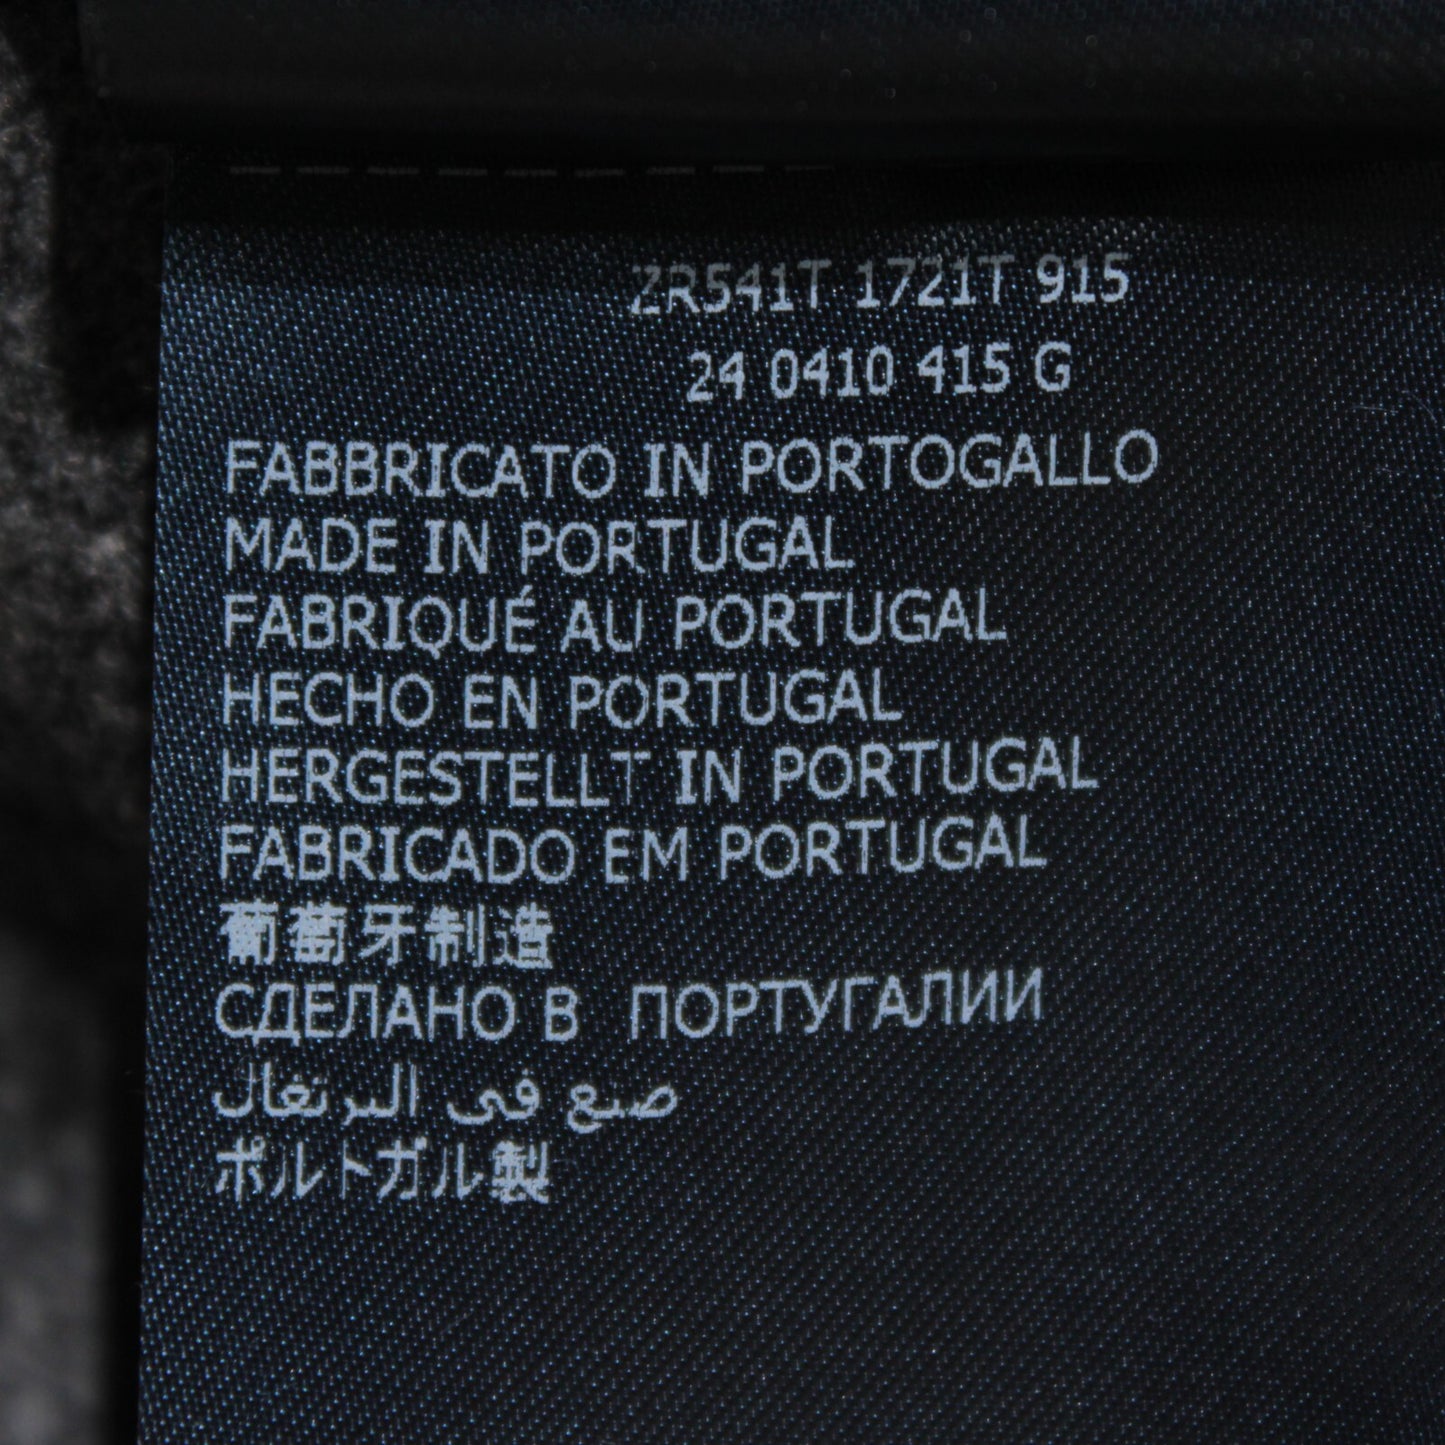 ZR541T 1721T 915
24 0410 415 G
FABBRICATO IN PORTOGALLO
MADE IN PORTUGAL
FABRIQUÉ AU PORTUGAL
HECHO EN PORTUGAL
HERGESTELLT IN PORTUGAL
FABRICADO EM PORTUGAL
葡萄牙制造
СДЕЛАНО В ПОРТУГАЛИИ
صنع في البرتغال
ポルトガル製